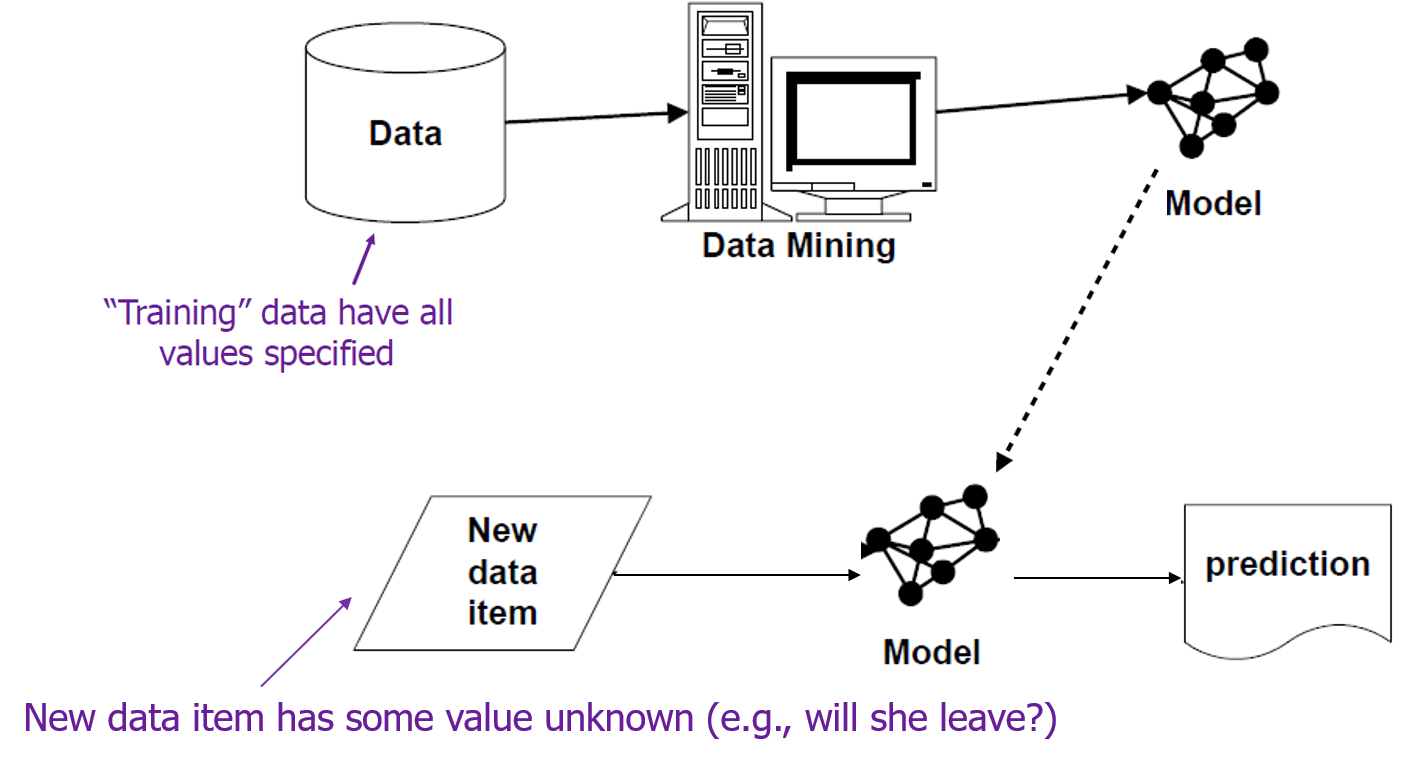 Data
Data Mining
Model
“Training” data have all
values specified
New
data
item
Model
prediction
New data item has some value unknown (e.g., will she leave?)